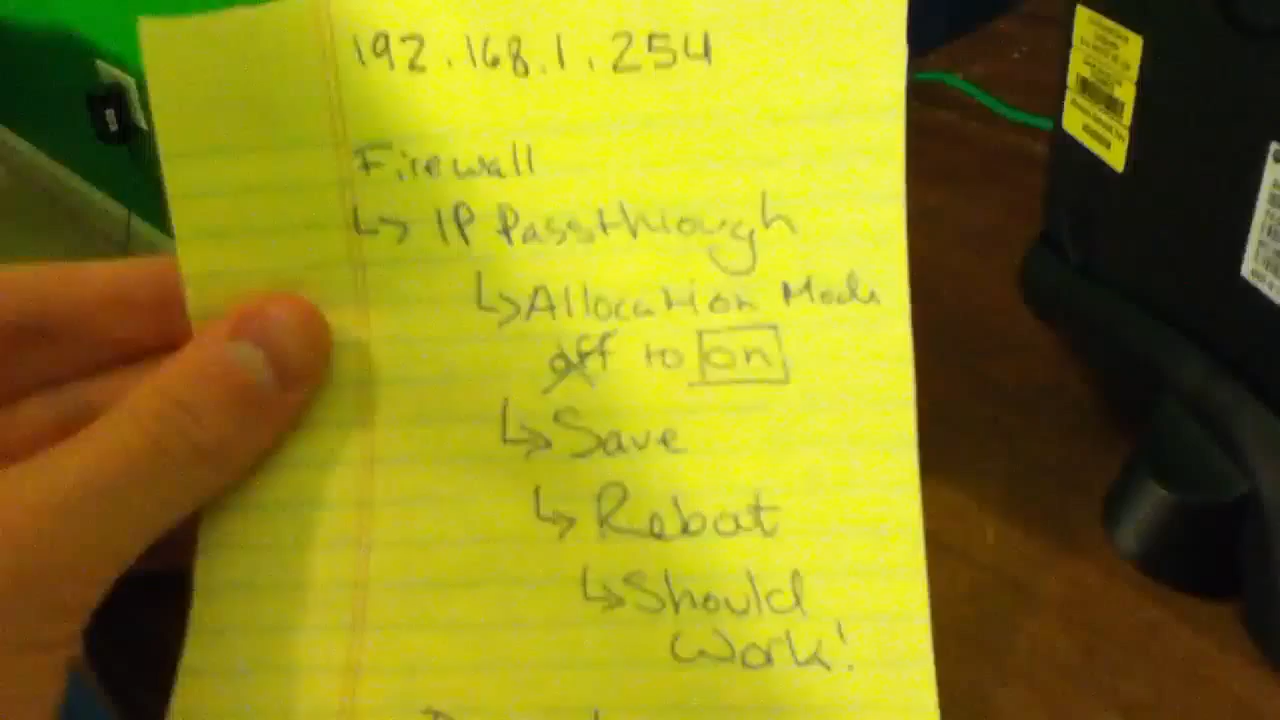 192.168.1.254
Firewall
↳ IP Passthrough
↳ Allocation Mode
off to on
↳ Save
↳ Reboot
↳ Should
Work!